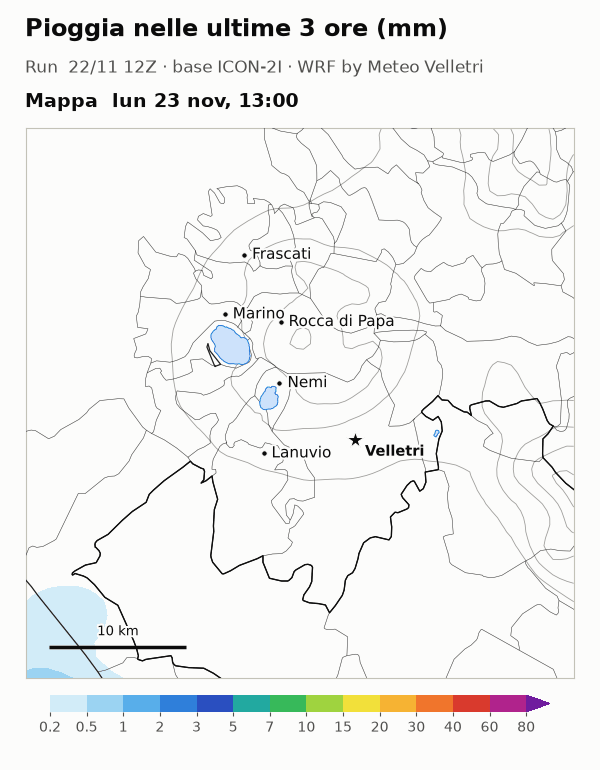 Pioggia nelle ultime 3 ore (mm)
Run  22/11 12Z · base ICON-2I · WRF by Meteo Velletri
Mappa  lun 23 nov, 13:00
Frascati
Marino
Rocca di Papa
Nemi
Velletri
Lanuvio
10 km
0.2 0.5 1 2 3 5 7 10 15 20 30 40 60 80